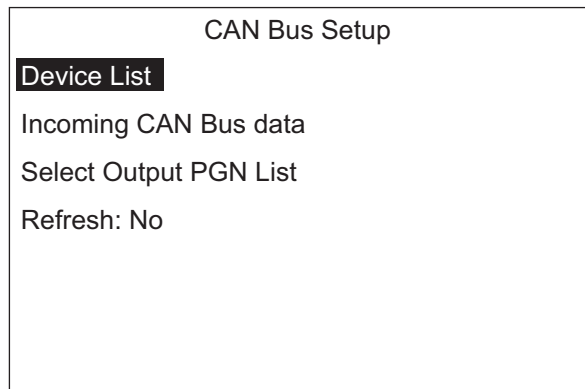 CAN Bus Setup
Device List
Incoming CAN Bus data
Select Output PGN List
Refresh: No